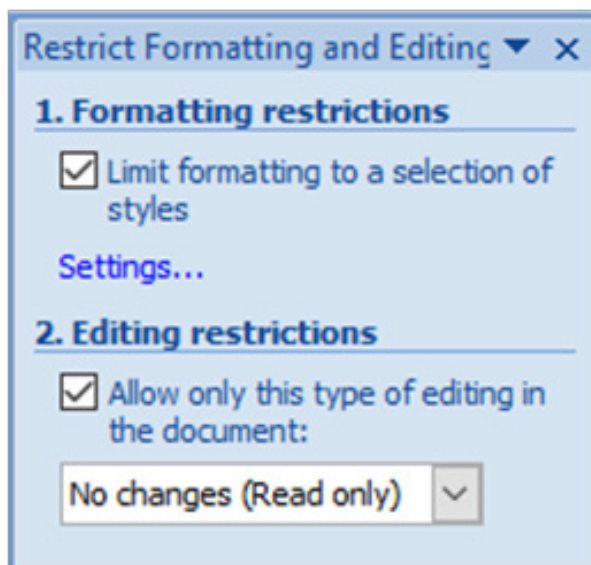 Restrict Formatting and Editing
1. Formatting restrictions
Limit formatting to a selection of
styles
Settings...
2. Editing restrictions
Allow only this type of editing in
the document:
No changes (Read only)